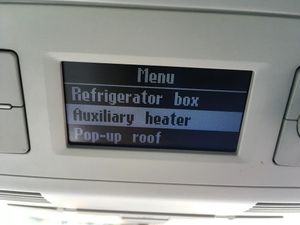 Menu
Refrigerator box
Auxiliary heater
Pop-up roof